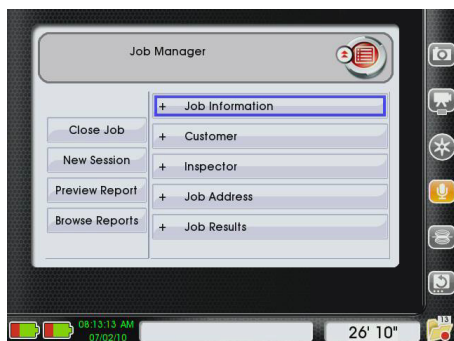 Job Manager
+ Job Information
Close Job
+ Customer
New Session
+ Inspector
Preview Report
+ Job Address
Browse Reports
+ Job Results
08:13:13 AM
07/02/10
26' 10"
13